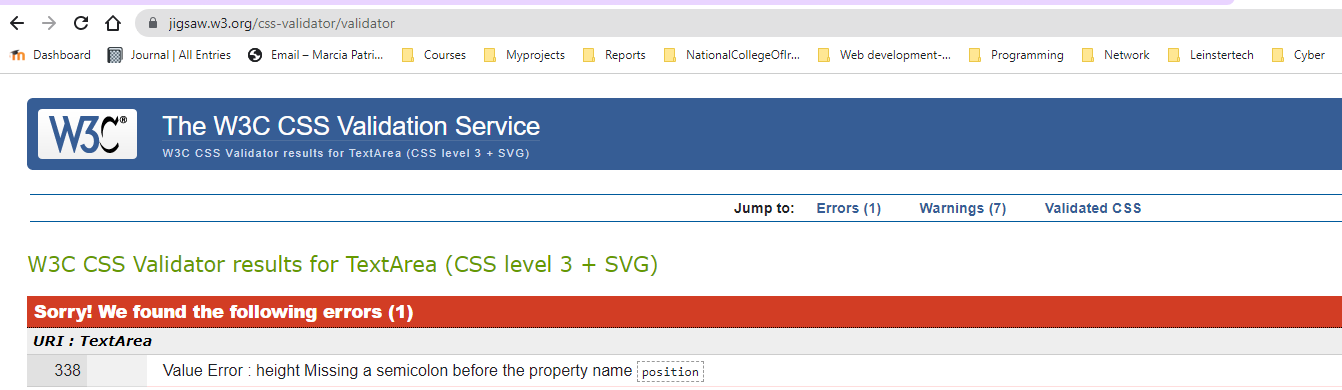 jigsaw.w3.org/css-validator/validator
Dashboard Journal | All Entries Email – Marcia Patri... Courses Myprojects Reports NationalCollegeOfIr... Web development-... Programming Network Leinstertech Cyber
W3C® The W3C CSS Validation Service
W3C CSS Validator results for TextArea (CSS level 3 + SVG)
Jump to: Errors (1) Warnings (7) Validated CSS
W3C CSS Validator results for TextArea (CSS level 3 + SVG)
Sorry! We found the following errors (1)
URI : TextArea
338 Value Error : height Missing a semicolon before the property name position